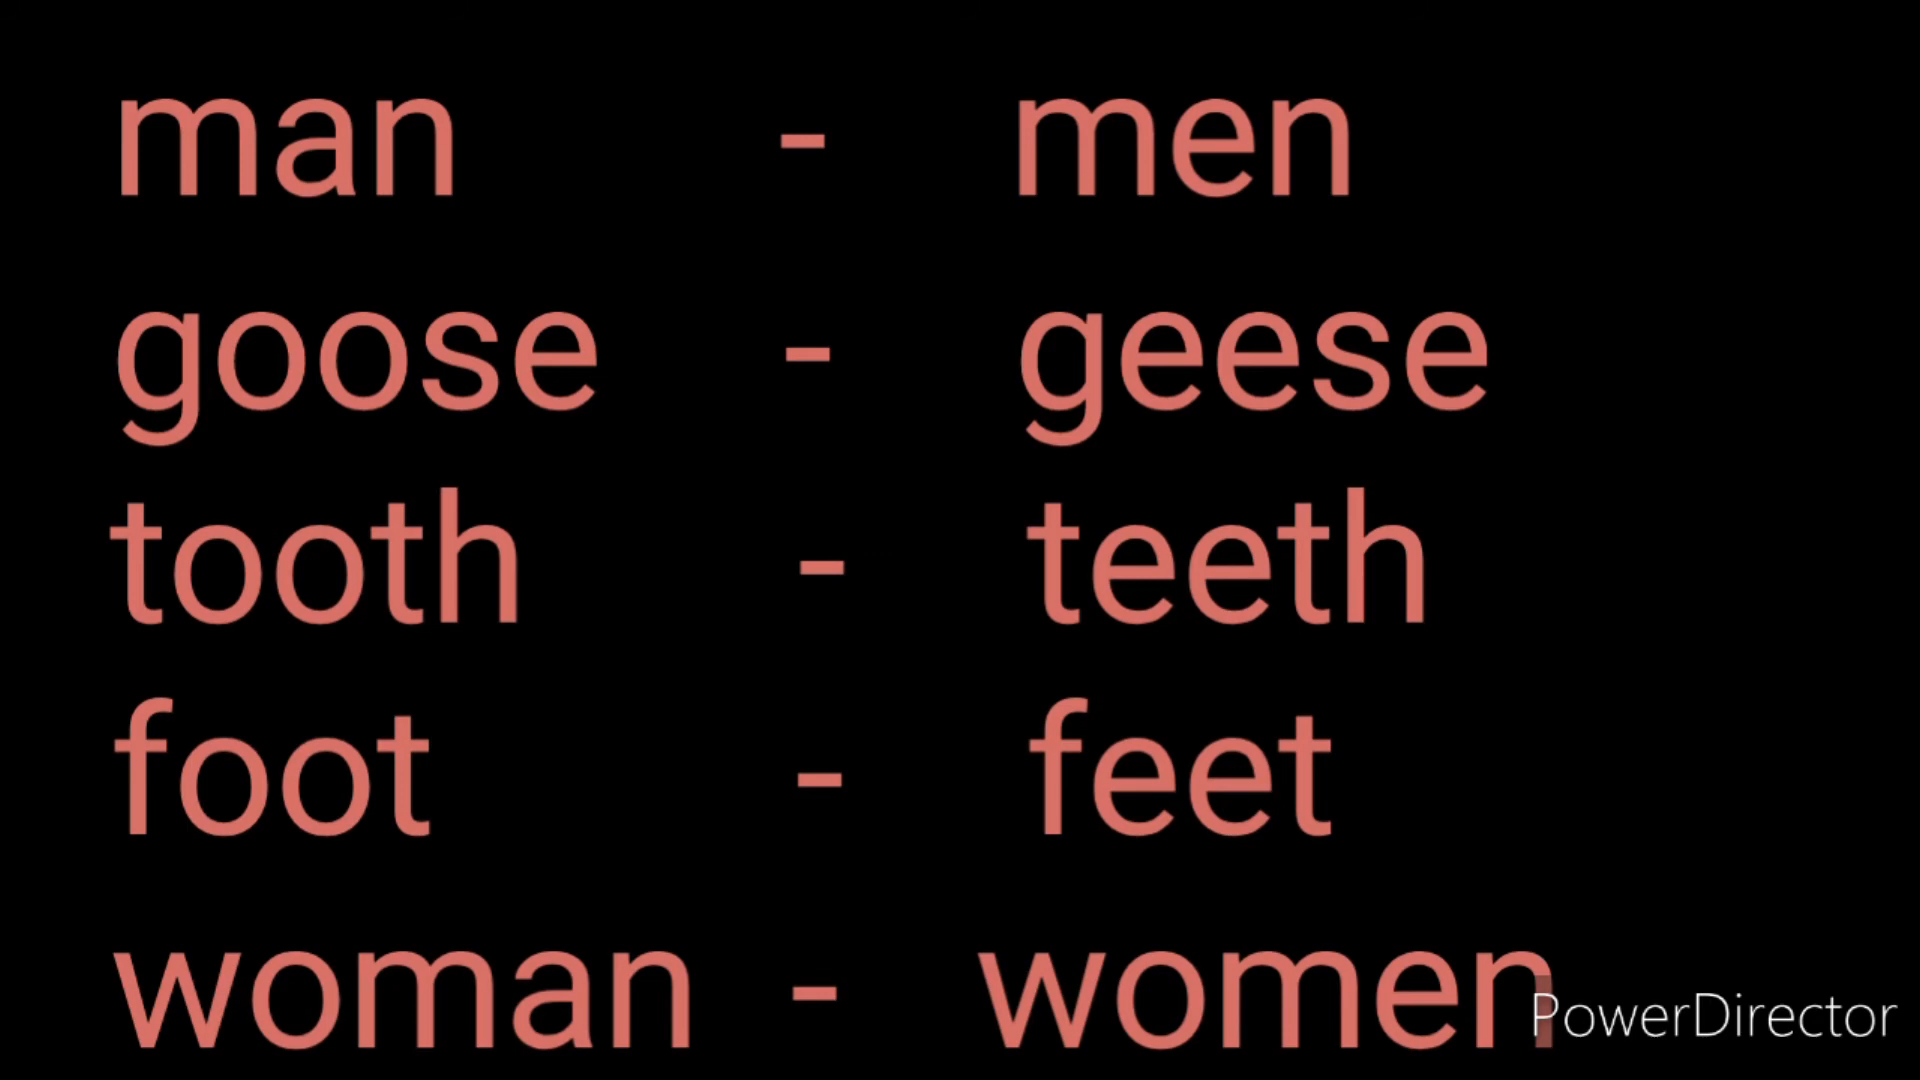 man - men
goose - geese
tooth - teeth
foot - feet
woman - women
PowerDirector